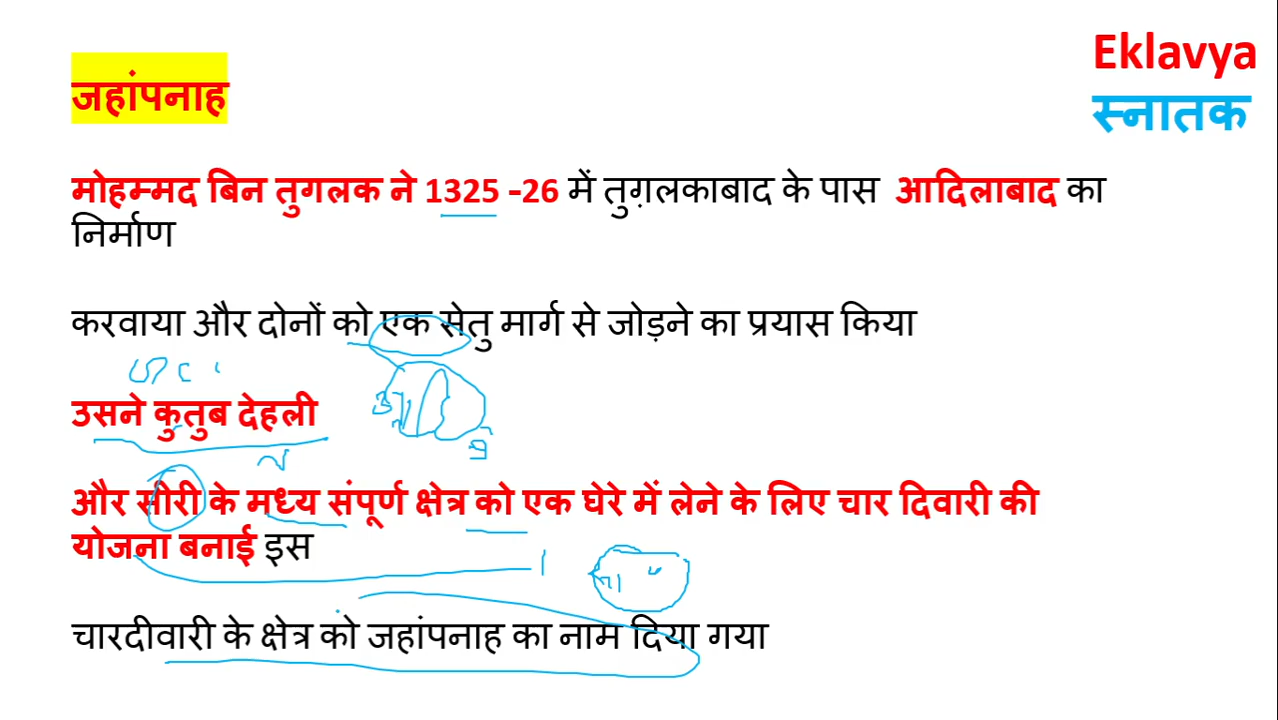 Eklavya
स्नातक
जहांपनाह
मोहम्मद बिन तुगलक ने 1325 -26 में तुग़लकाबाद के पास आदिलाबाद का
निर्माण
करवाया और दोनों को एक सेतु मार्ग से जोड़ने का प्रयास किया
उसने कुतुब देहली
और सीरी के मध्य संपूर्ण क्षेत्र को एक घेरे में लेने के लिए चार दिवारी की
योजना बनाई इस
चारदीवारी के क्षेत्र को जहांपनाह का नाम दिया गया